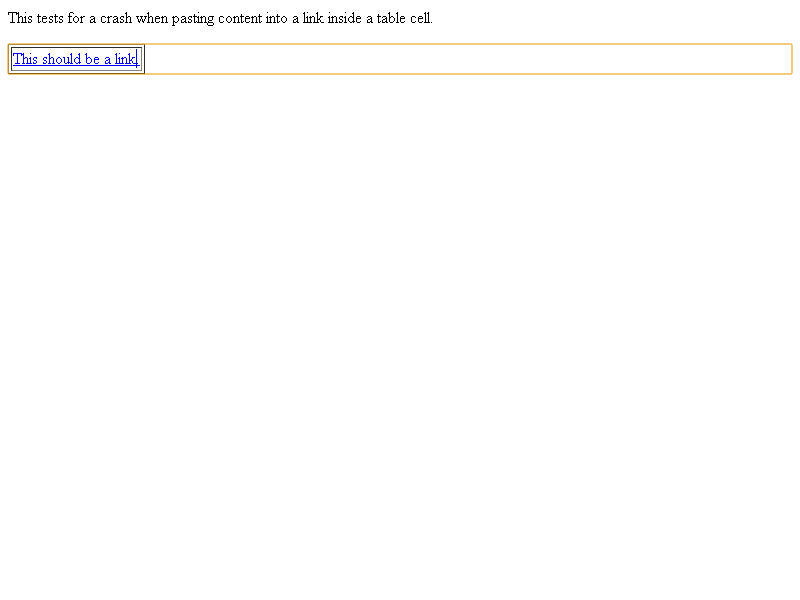 This tests for a crash when pasting content into a link inside a table cell.
This should be a link.